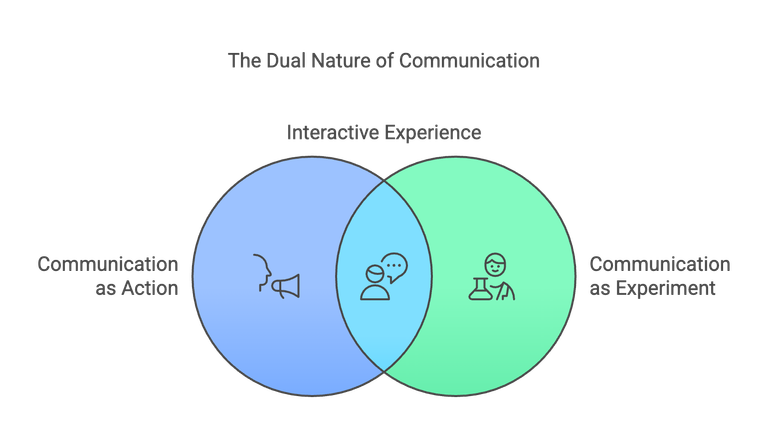 The Dual Nature of Communication
Interactive Experience
Communication
as Action
Communication
as Experiment